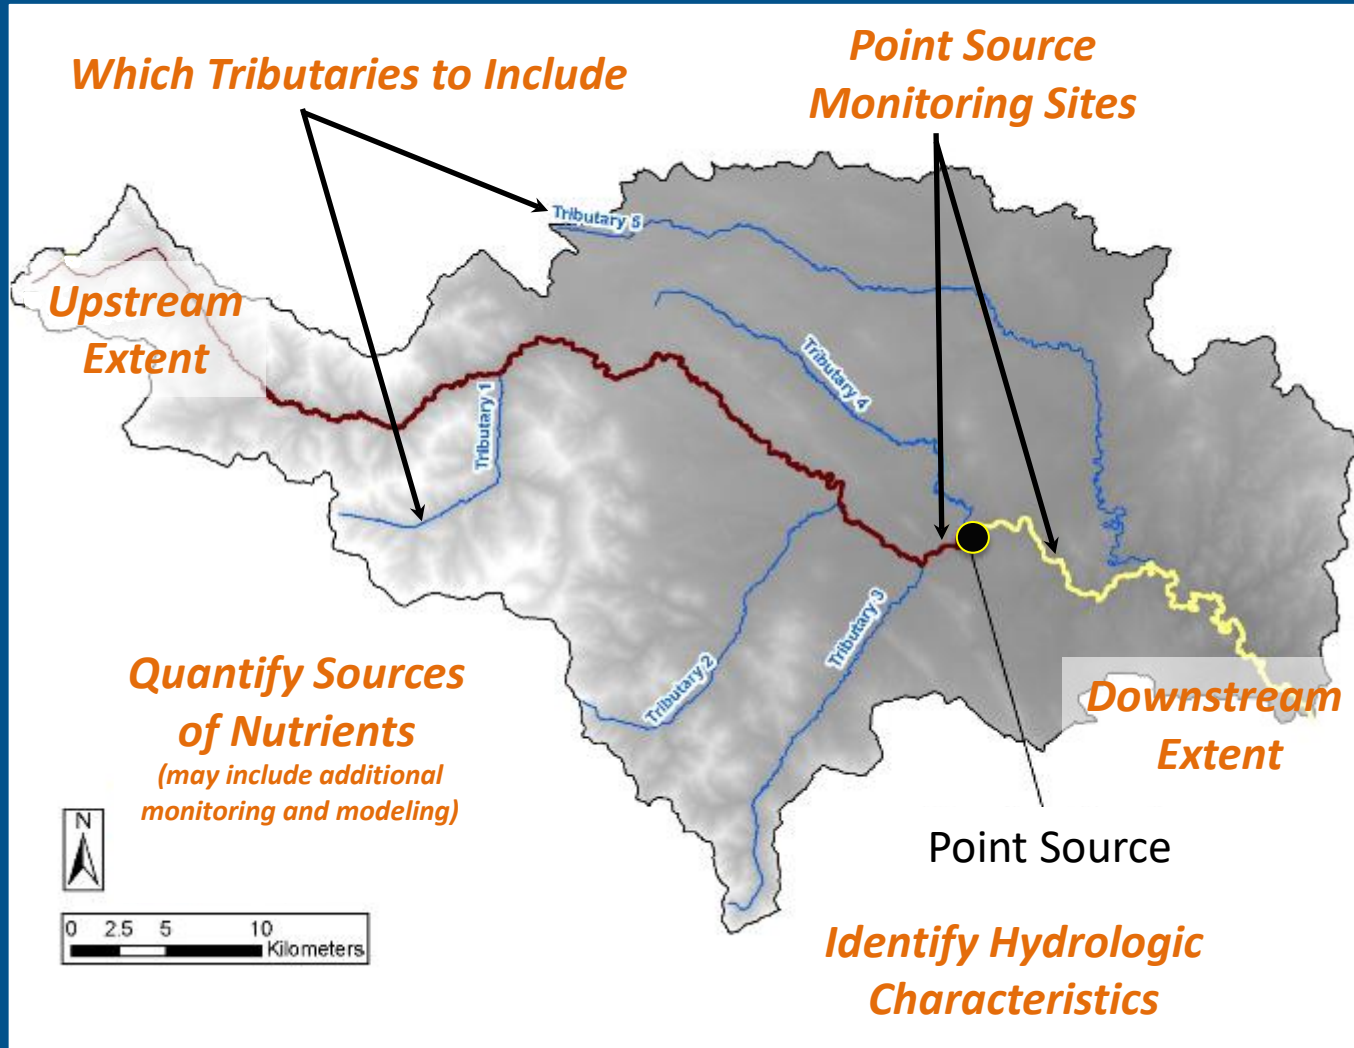 Which Tributaries to Include
Point Source
Monitoring Sites
Tributary 5
Upstream
Extent
Tributary 4
Tributary 1
Tributary 3
Tributary 2
Quantify Sources
of Nutrients
(may include additional
monitoring and modeling)
Downstream
Extent
Point Source
N
0 2.5 5 10
Kilometers
Identify Hydrologic
Characteristics